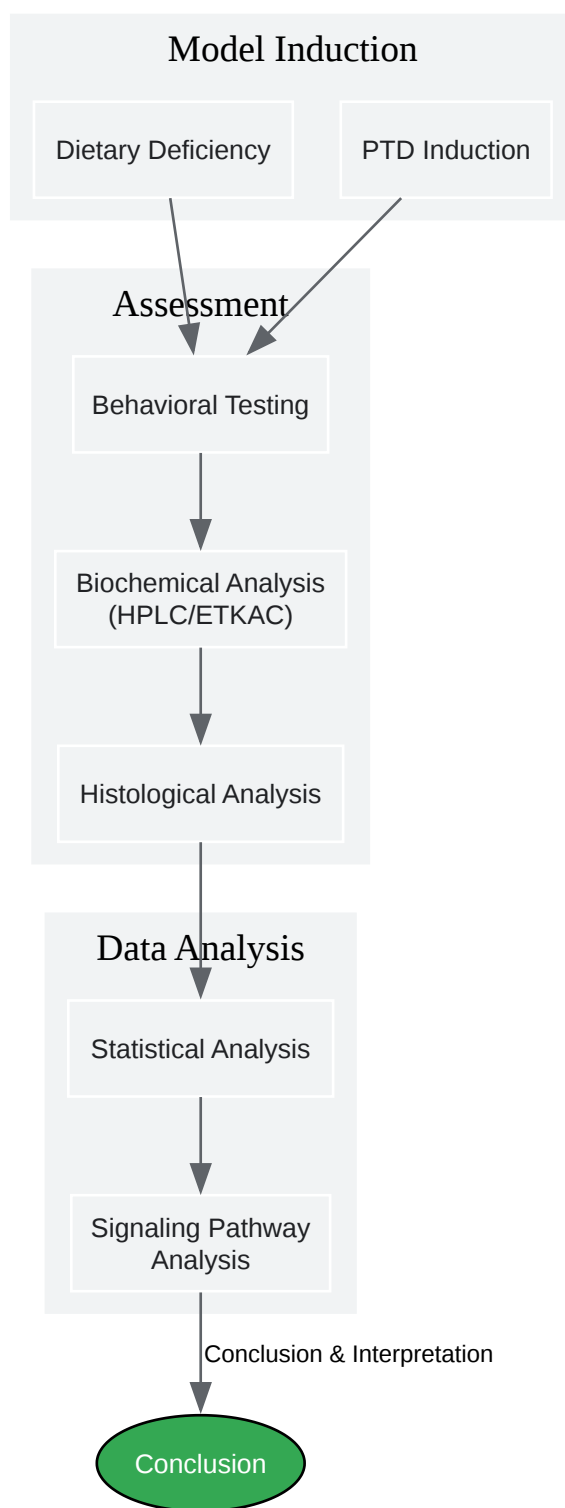 Model Induction
Dietary Deficiency
PTD Induction
Assessment
Behavioral Testing
Biochemical Analysis
(HPLC/ETKAC)
Histological Analysis
Data Analysis
Statistical Analysis
Signaling Pathway
Analysis
Conclusion & Interpretation
Conclusion